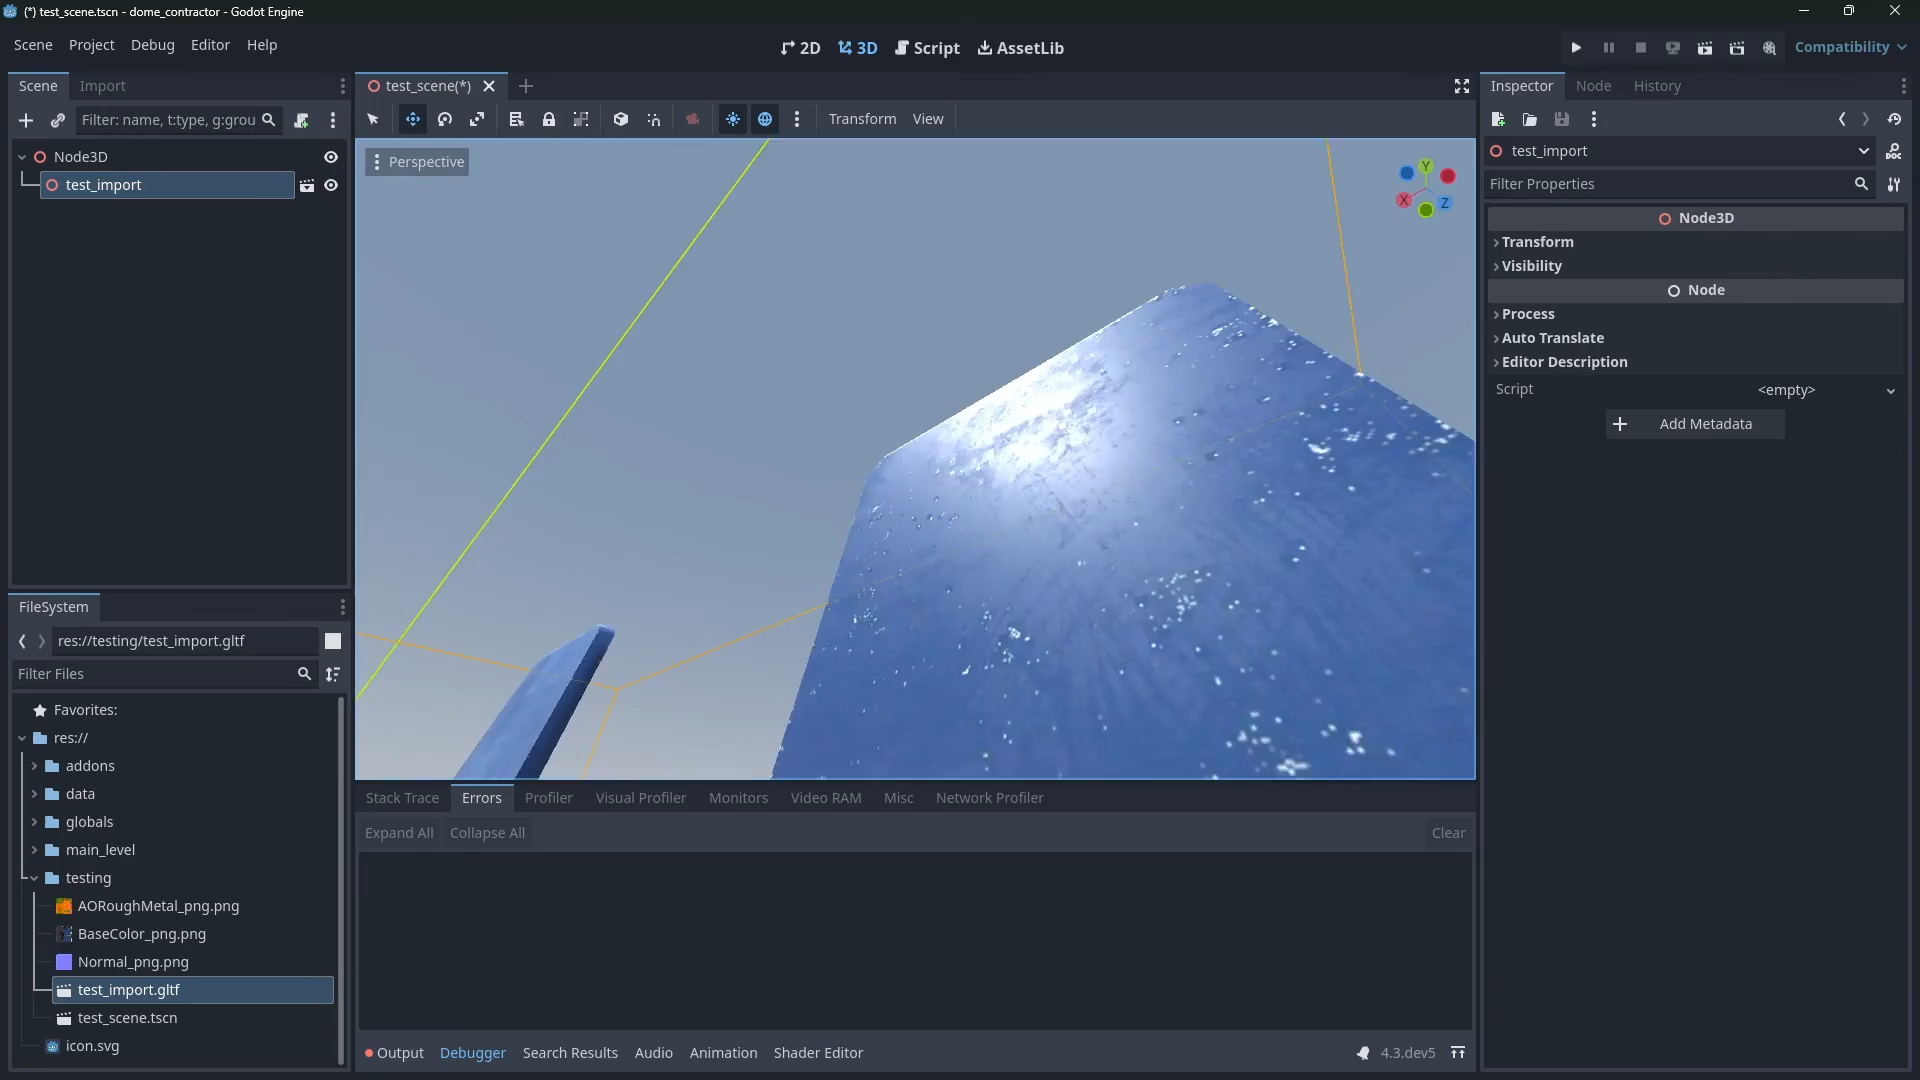 (*) test_scene.tscn - dome_contractor - Godot Engine
Scene Project Debug Editor Help
2D 3D Script AssetLib
Compatibility
Scene Import
Filter: name, t:type, g:grou
Node3D
test_import
FileSystem
res://testing/test_import.gltf
Filter Files
Favorites:
res://
addons
data
globals
main_level
testing
AORoughMetal_png.png
BaseColor_png.png
Normal_png.png
test_import.gltf
test_scene.tscn
icon.svg
test_scene(*)
Transform View
Perspective
Y
X
Z
Stack Trace Errors Profiler Visual Profiler Monitors Video RAM Misc Network Profiler
Expand All Collapse All Clear
Output Debugger Search Results Audio Animation Shader Editor 4.3.dev5
Inspector Node History
test_import
DOC
Filter Properties
Node3D
Transform
Visibility
Node
Process
Auto Translate
Editor Description
Script <empty>
Add Metadata